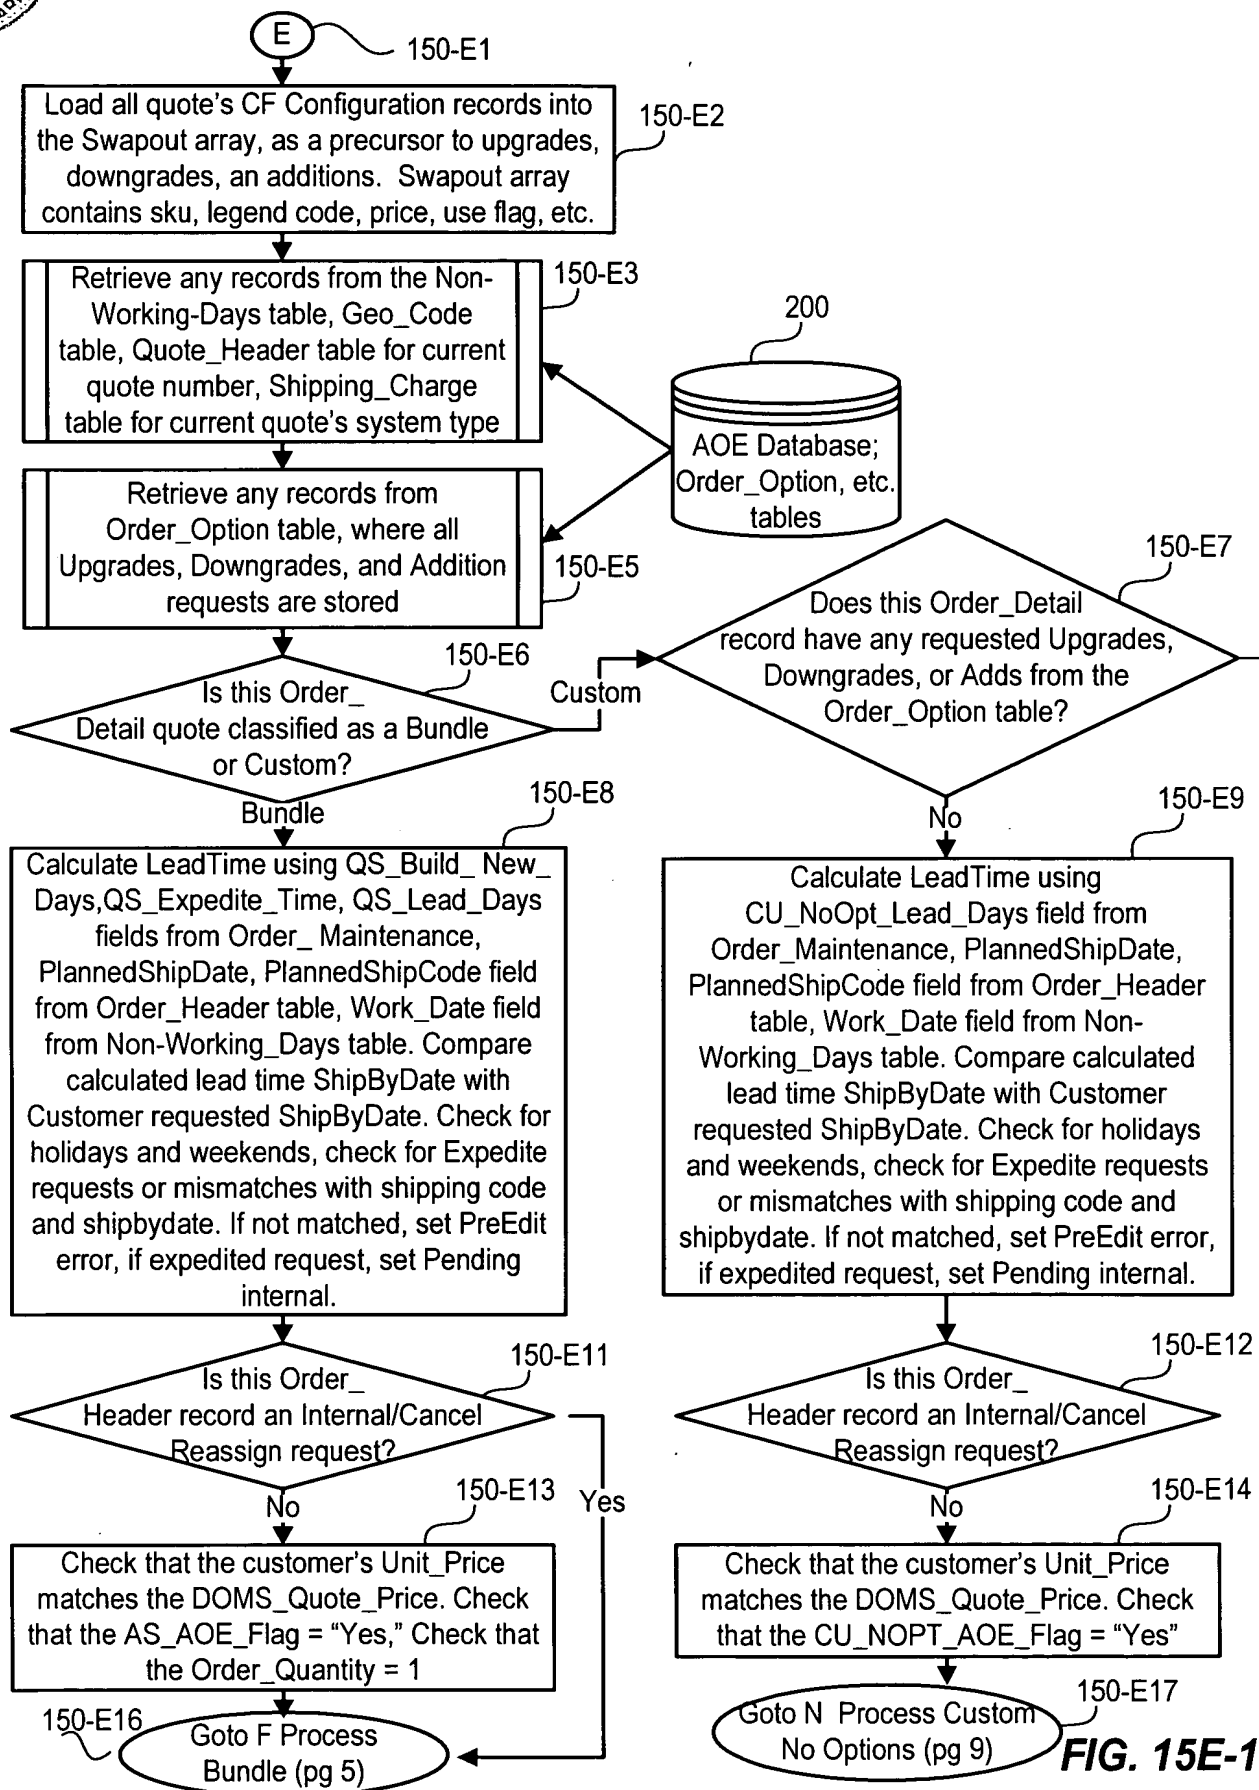 E
150-E1
Load all quote's CF Configuration records into
the Swapout array, as a precursor to upgrades,
downgrades, an additions. Swapout array
contains sku, legend code, price, use flag, etc.
150-E2
Retrieve any records from the Non-
Working-Days table, Geo_Code
table, Quote_Header table for current
quote number, Shipping_Charge
table for current quote's system type
150-E3
200
AOE Database;
Order_Option, etc.
tables
Retrieve any records from
Order_Option table, where all
Upgrades, Downgrades, and Addition
requests are stored
150-E5
150-E6
Is this Order_
Detail quote classified as a Bundle
or Custom?
Custom
Bundle
150-E7
Does this Order_Detail
record have any requested Upgrades,
Downgrades, or Adds from the
Order_Option table?
No
150-E8
Calculate LeadTime using QS_Build_ New_
Days,QS_Expedite_Time, QS_Lead_Days
fields from Order_ Maintenance,
PlannedShipDate, PlannedShipCode field
from Order_Header table, Work_Date field
from Non-Working_Days table. Compare
calculated lead time ShipByDate with
Customer requested ShipByDate. Check for
holidays and weekends, check for Expedite
requests or mismatches with shipping code
and shipbydate. If not matched, set PreEdit
error, if expedited request, set Pending
internal.
150-E9
Calculate LeadTime using
CU_NoOpt_Lead_Days field from
Order_Maintenance, PlannedShipDate,
PlannedShipCode field from Order_Header
table, Work_Date field from Non-
Working_Days table. Compare calculated
lead time ShipByDate with Customer
requested ShipByDate. Check for holidays
and weekends, check for Expedite requests
or mismatches with shipping code and
shipbydate. If not matched, set PreEdit error,
if expedited request, set Pending internal.
150-E11
Is this Order_
Header record an Internal/Cancel
Reassign request?
No
Yes
150-E12
Is this Order_
Header record an Internal/Cancel
Reassign request?
No
150-E13
Check that the customer's Unit_Price
matches the DOMS_Quote_Price. Check
that the AS_AOE_Flag = “Yes,” Check that
the Order_Quantity = 1
150-E14
Check that the customer's Unit_Price
matches the DOMS_Quote_Price. Check
that the CU_NOPT_AOE_Flag = “Yes”
150-E16
Goto F Process
Bundle (pg 5)
150-E17
Goto N Process Custom
No Options (pg 9)
FIG. 15E-1